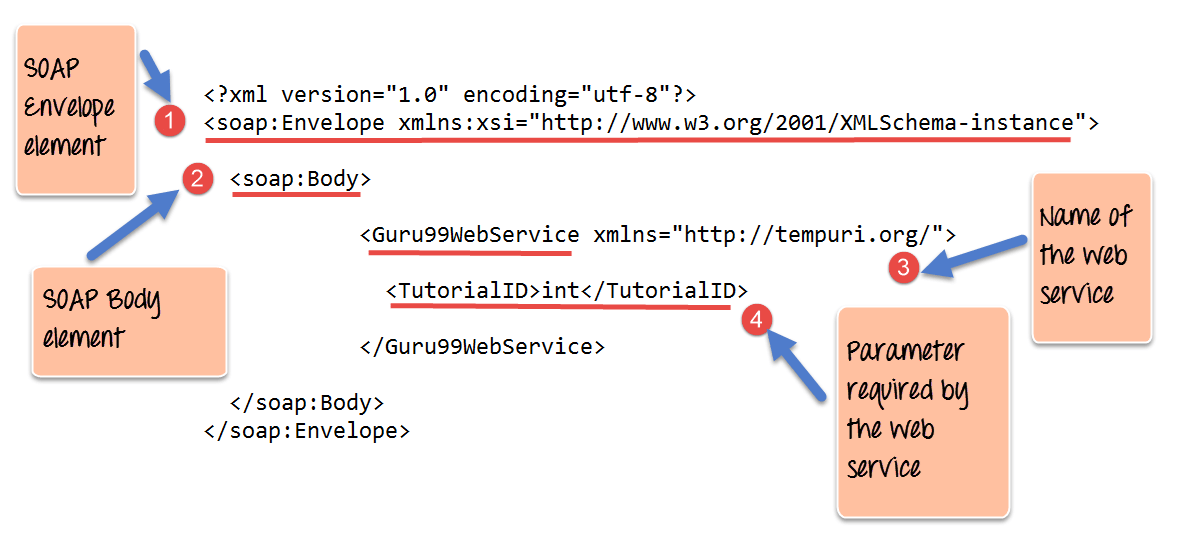 SOAP
Envelope
element
1
<?xml version="1.0" encoding="utf-8"?>
<soap:Envelope xmlns:xsi="http://www.w3.org/2001/XMLSchema-instance">
2
<soap:Body>
<Guru99WebService xmlns="http://tempuri.org/">
3
Name of
the web
service
SOAP Body
element
<TutorialID>int</TutorialID>
4
Parameter
required by
the web
service
</Guru99WebService>
</soap:Body>
</soap:Envelope>